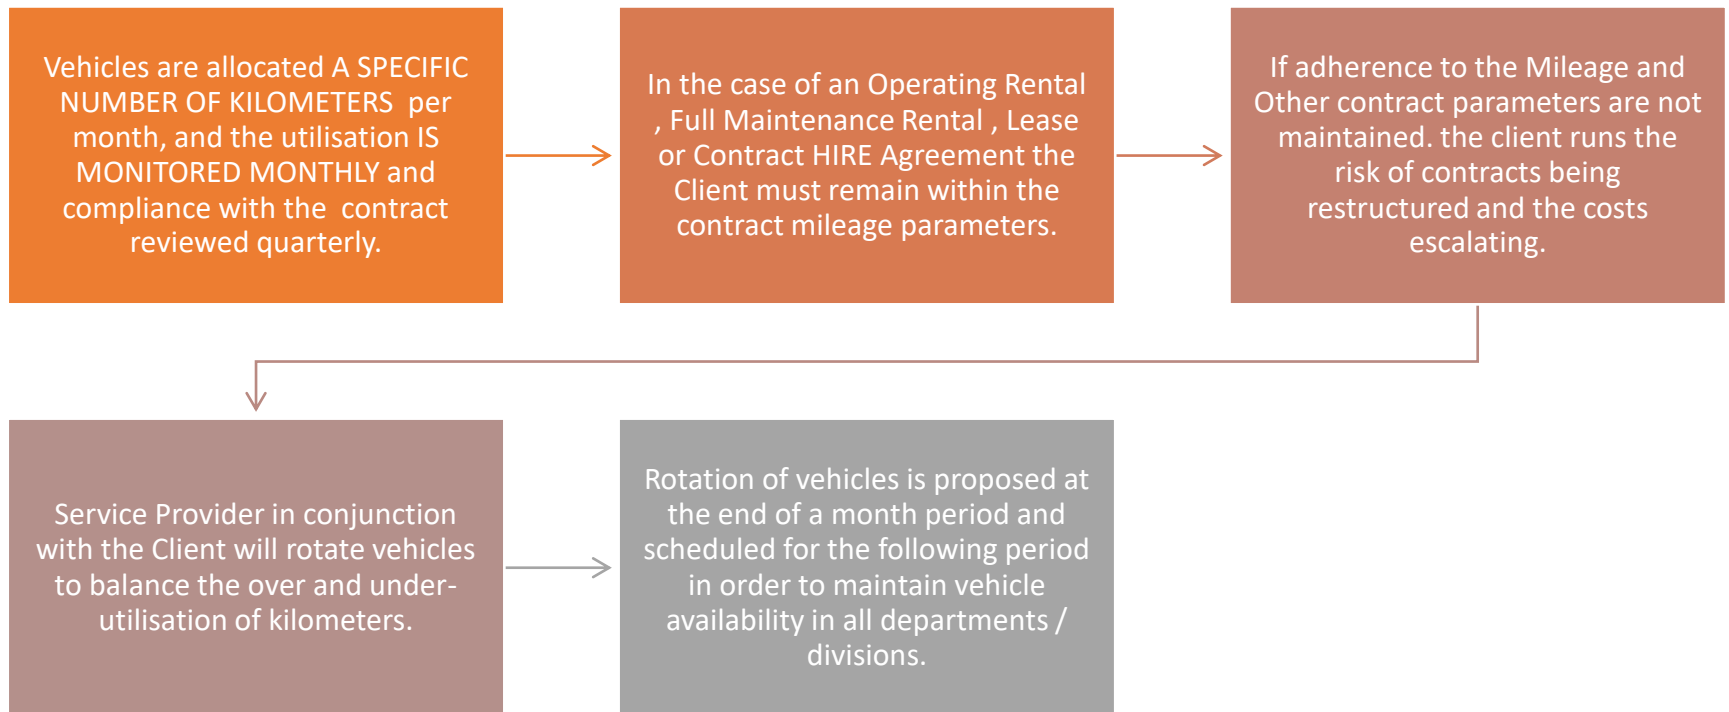 Vehicles are allocated A SPECIFIC
NUMBER OF KILOMETERS  per
month, and the utilisation IS
MONITORED MONTHLY and
compliance with the  contract
reviewed quarterly.
In the case of an Operating Rental
, Full Maintenance Rental , Lease
or Contract HIRE Agreement the
Client must remain within the
contract mileage parameters.
If adherence to the Mileage and
Other contract parameters are not
maintained. the client runs the
risk of contracts being
restructured and the costs
escalating.
Service Provider in conjunction
with the Client will rotate vehicles
to balance the over and under-
utilisation of kilometers.
Rotation of vehicles is proposed at
the end of a month period and
scheduled for the following period
in order to maintain vehicle
availability in all departments /
divisions.